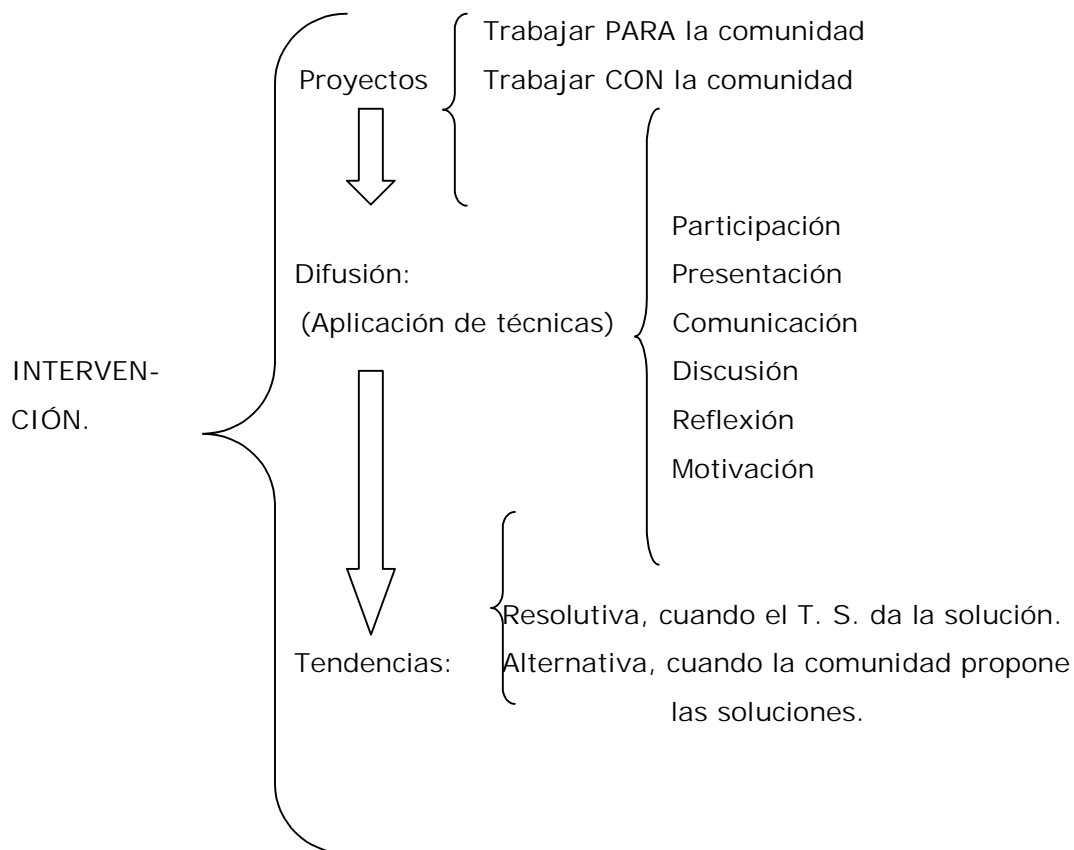 Trabajar PARA la comunidad
Proyectos
Trabajar CON la comunidad
Participación
Difusión:
Presentación
(Aplicación de técnicas)
Comunicación
INTERVEN-
Discusión
CIÓN.
Reflexión
Motivación
Resolutiva, cuando el T. S. da la solución.
Tendencias:
Alternativa, cuando la comunidad propone
las soluciones.